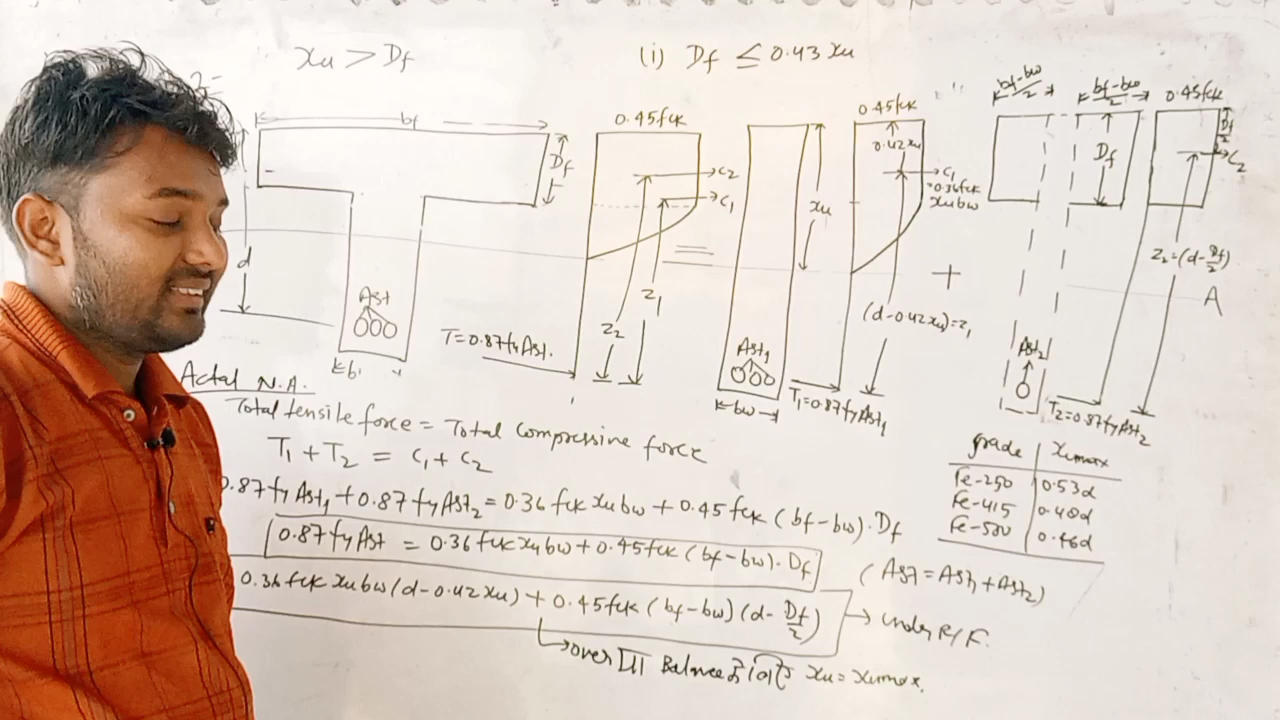 xu > Df
(i) Df ≤ 0.43 xu
2-
bf
Df
d
Ast
b
0.45fck
C2
C1
Z1
Z2
T=0.87fyAst.
xu
Ast1
bw
0.45fck
0.42xu
C1
=0.36fck
xubw
(d-0.42xu)=Z1
T1=0.87fyAst1
+
bf-bw/2
bf-bw/2
Df
Ast2
0.45fck
Df/2
C2
Z2=(d-Df/2)
A
T2=0.87fyAst2
Actal N.A.
Total tensile force = Total compressive force
T1 + T2 = C1 + C2
0.87fyAst1 + 0.87fyAst2 = 0.36fck xubw + 0.45fck (bf-bw).Df
0.87fyAst = 0.36fck xubw + 0.45fck (bf-bw).Df
(Ast = Ast1 + Ast2)
0.36fck xubw (d-0.42xu) + 0.45fck (bf-bw)(d-Df/2)
→ under R/F.
→ over Balance xu = xumax.
grade xumax
Fe-250 0.53d
Fe-415 0.48d
Fe-500 0.46d